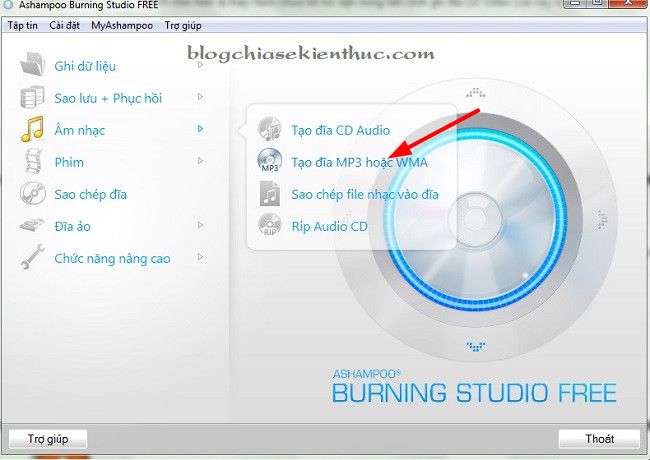 Ashampoo Burning Studio FREE
Tập tin Cài đặt MyAshampoo Trợ giúp
blogchiasekienthuc.com
Ghi dữ liệu
Sao lưu + Phục hồi
Âm nhạc
Phim
Sao chép đĩa
Đĩa ảo
Chức năng nâng cao
Tạo đĩa CD Audio
MP3 Tạo đĩa MP3 hoặc WMA
Sao chép file nhạc vào đĩa
RIP Rip Audio CD
ASHAMPOO®
BURNING STUDIO FREE
Trợ giúp
Thoát